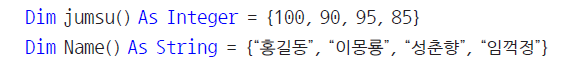 Dim jumsu() As Integer = {100, 90, 95, 85}
Dim Name() As String = {“홍길동”, “이몽룡”, “성춘향”, “임꺽정”}